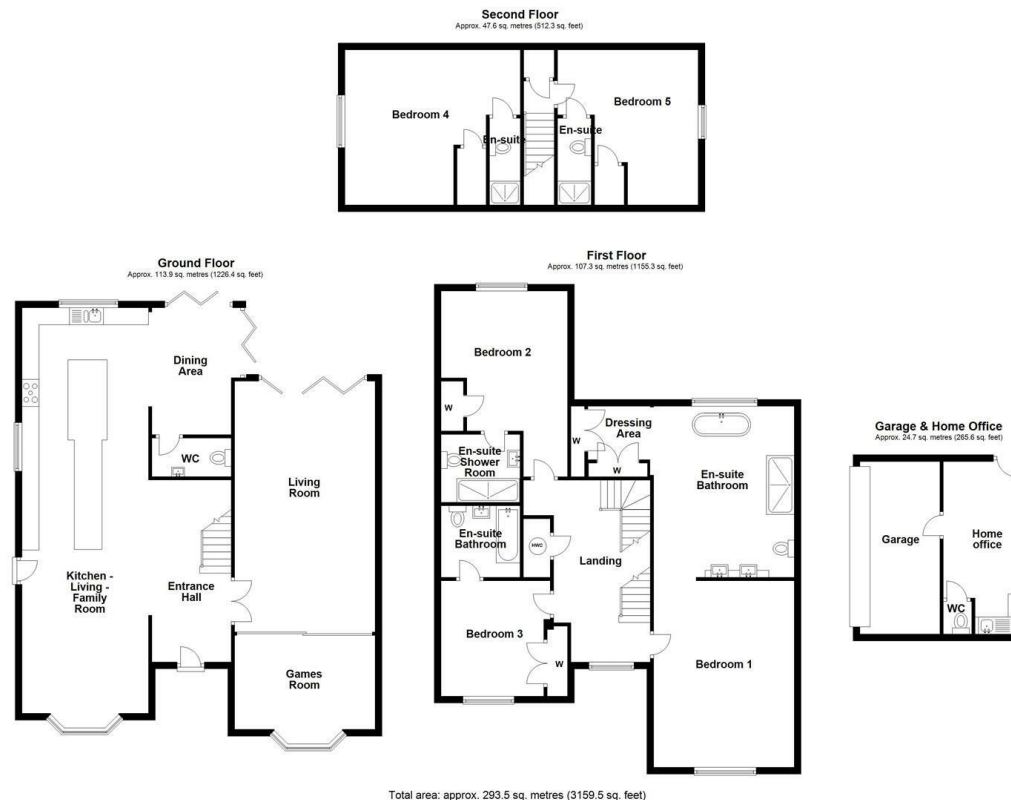 Second Floor
Approx. 47.6 sq. metres (512.3 sq. feet)
Bedroom 4
Bedroom 5
En-suite
En-suite
Ground Floor
Approx. 113.9 sq. metres (1226.4 sq. feet)
Dining
Area
WC
Living
Room
Kitchen -
Living -
Family
Room
Entrance
Hall
Games
Room
First Floor
Approx. 107.3 sq. metres (1155.3 sq. feet)
Bedroom 2
W
Dressing
Area
W
W
En-suite
Shower
Room
En-suite
Bathroom
En-suite
Bathroom
HWC
Landing
Bedroom 3
W
Bedroom 1
Garage & Home Office
Approx. 24.7 sq. metres (265.6 sq. feet)
Garage
Home
office
WC
Total area: approx. 293.5 sq. metres (3159.5 sq. feet)